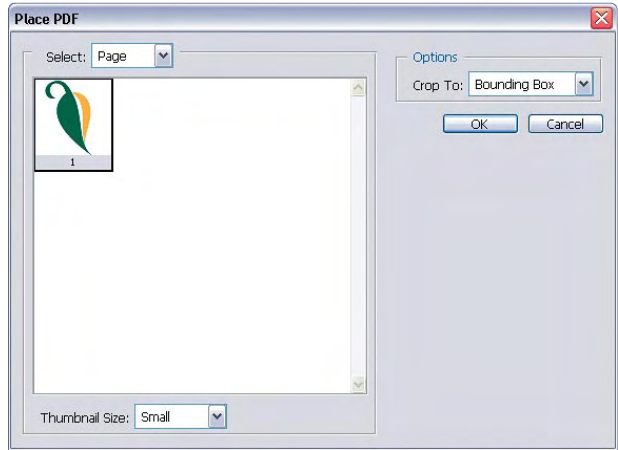 Place PDF
Select: Page
Options
Crop To: Bounding Box
OK Cancel
1
Thumbnail Size: Small